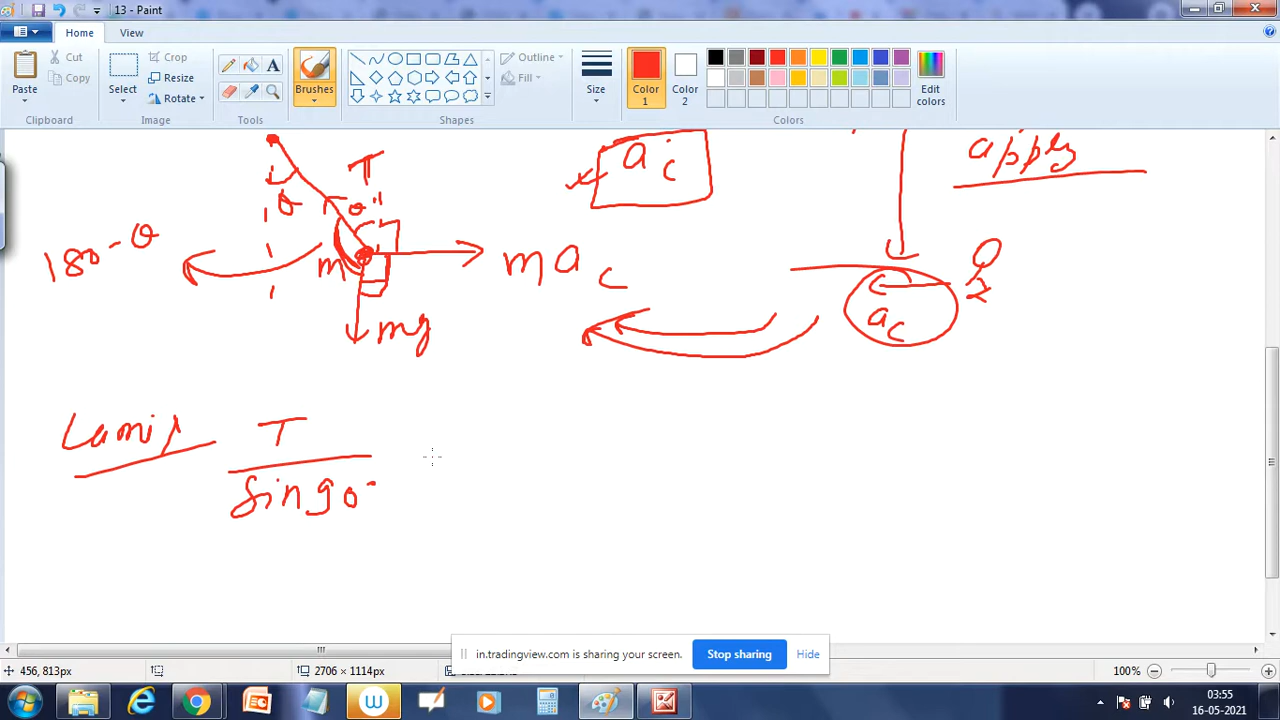 13 - Paint
Home View
Paste Cut Copy
Select Crop Resize Rotate
Brushes
Outline Fill
Size
Color 1 Color 2
Edit colors
Clipboard Image Tools Shapes Colors
apply
T
a c
θ θ
180° - θ
m
m a c
mg
c
a c
Lami's T
sin 90°
in.tradingview.com is sharing your screen. Stop sharing Hide
456, 813px 2706 × 1114px 100%
03:55
16-05-2021